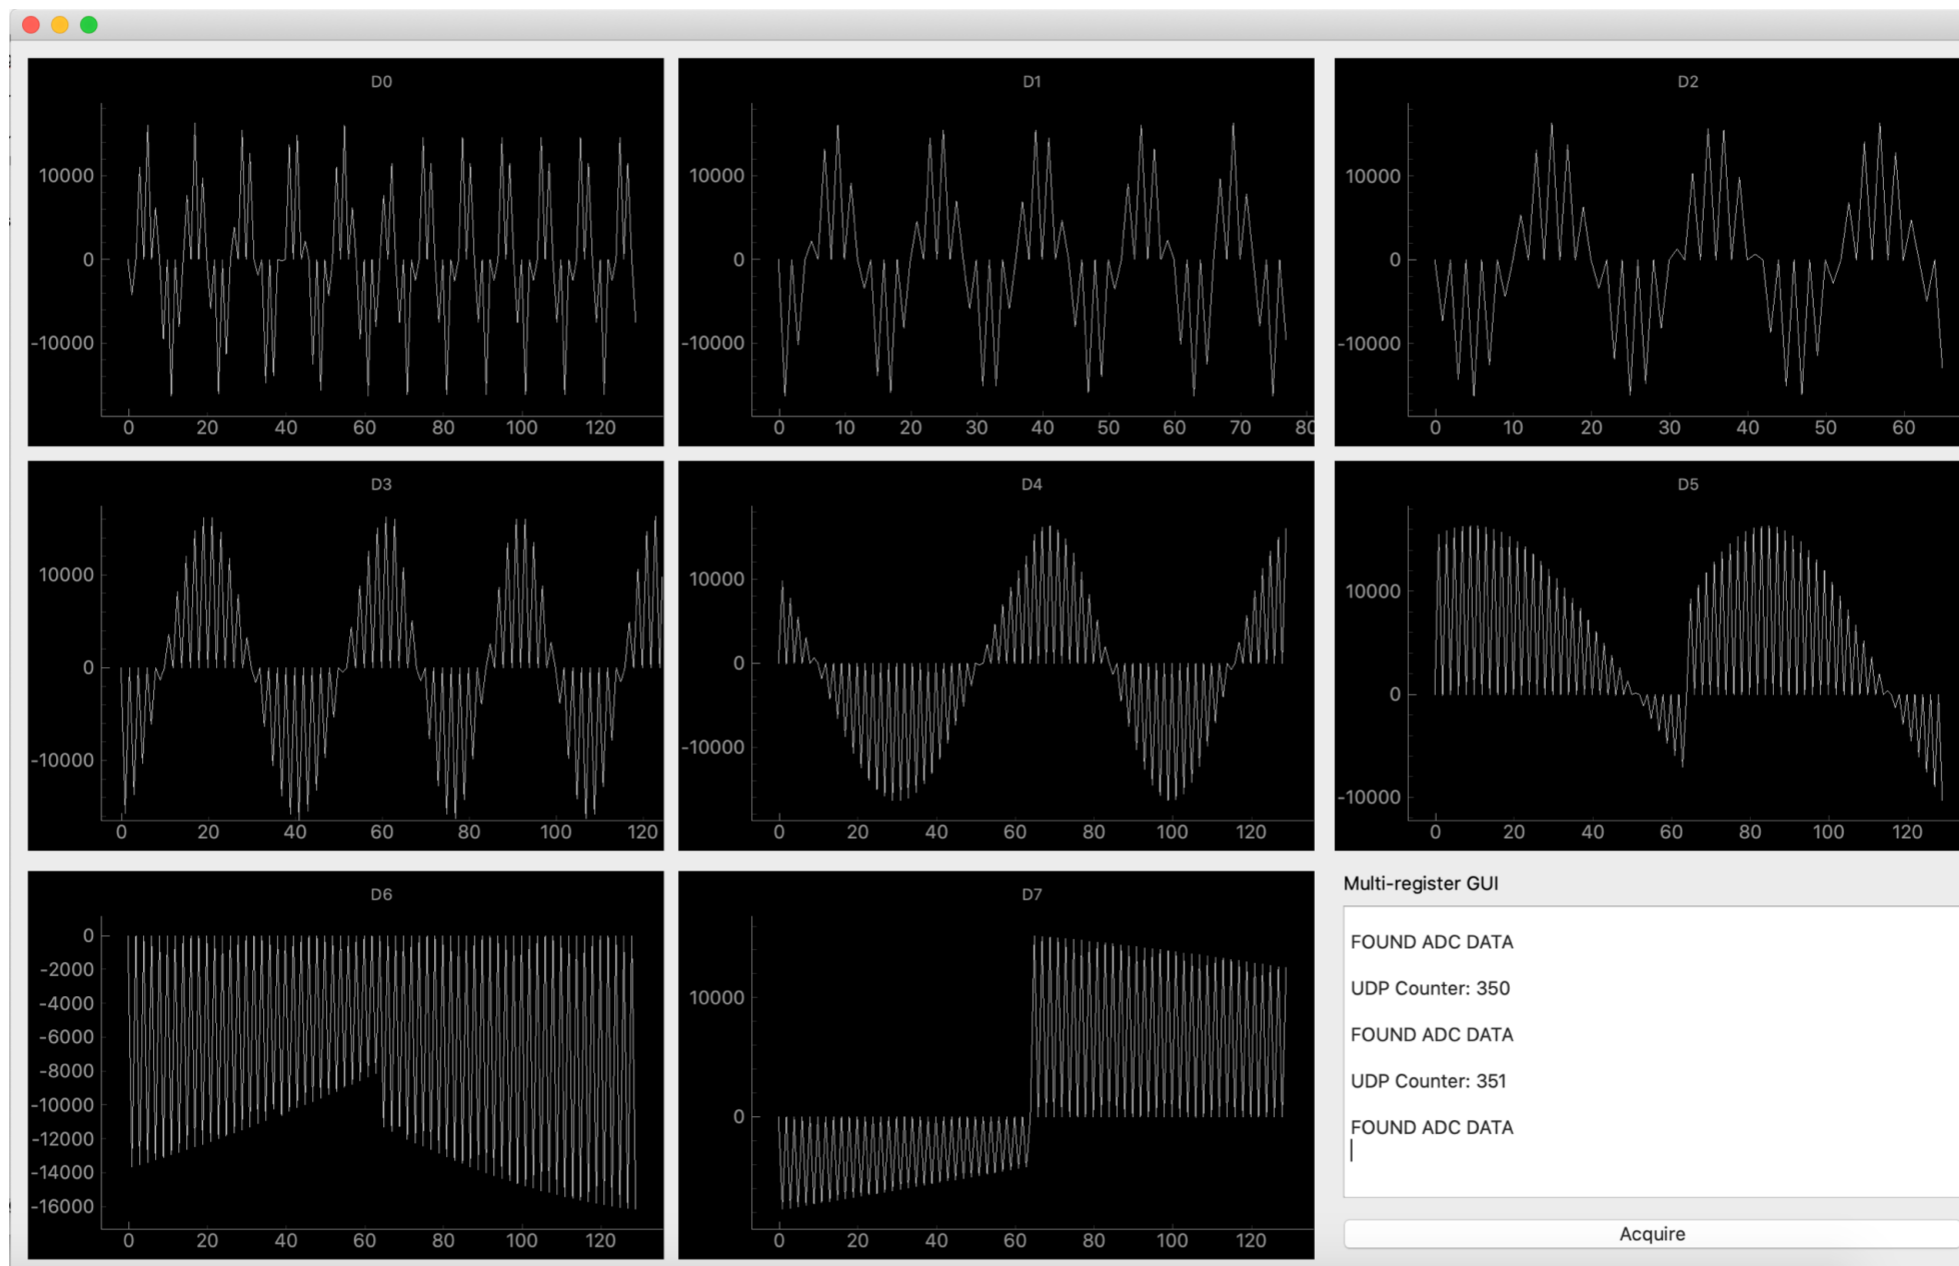 D0
10000
0
-10000
0 20 40 60 80 100 120
D1
10000
0
-10000
0 10 20 30 40 50 60 70 80
D2
10000
0
-10000
0 10 20 30 40 50 60
D3
10000
0
-10000
0 20 40 60 80 100 120
D4
10000
0
-10000
0 20 40 60 80 100 120
D5
10000
0
-10000
0 20 40 60 80 100 120
D6
0
-2000
-4000
-6000
-8000
-10000
-12000
-14000
-16000
0 20 40 60 80 100 120
D7
10000
0
0 20 40 60 80 100 120
Multi-register GUI
FOUND ADC DATA
UDP Counter: 350
FOUND ADC DATA
UDP Counter: 351
FOUND ADC DATA
Acquire